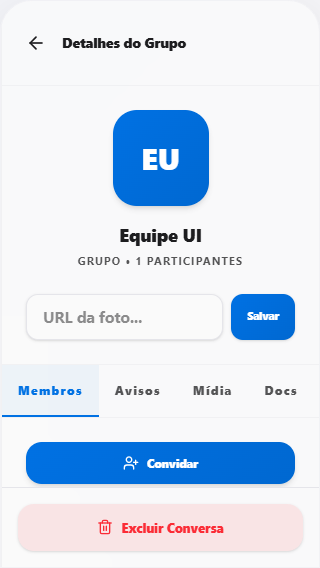 Detalhes do Grupo
EU
Equipe UI
GRUPO • 1 PARTICIPANTES
URL da foto...
Salvar
Membros
Avisos
Mídia
Docs
Convidar
Excluir Conversa